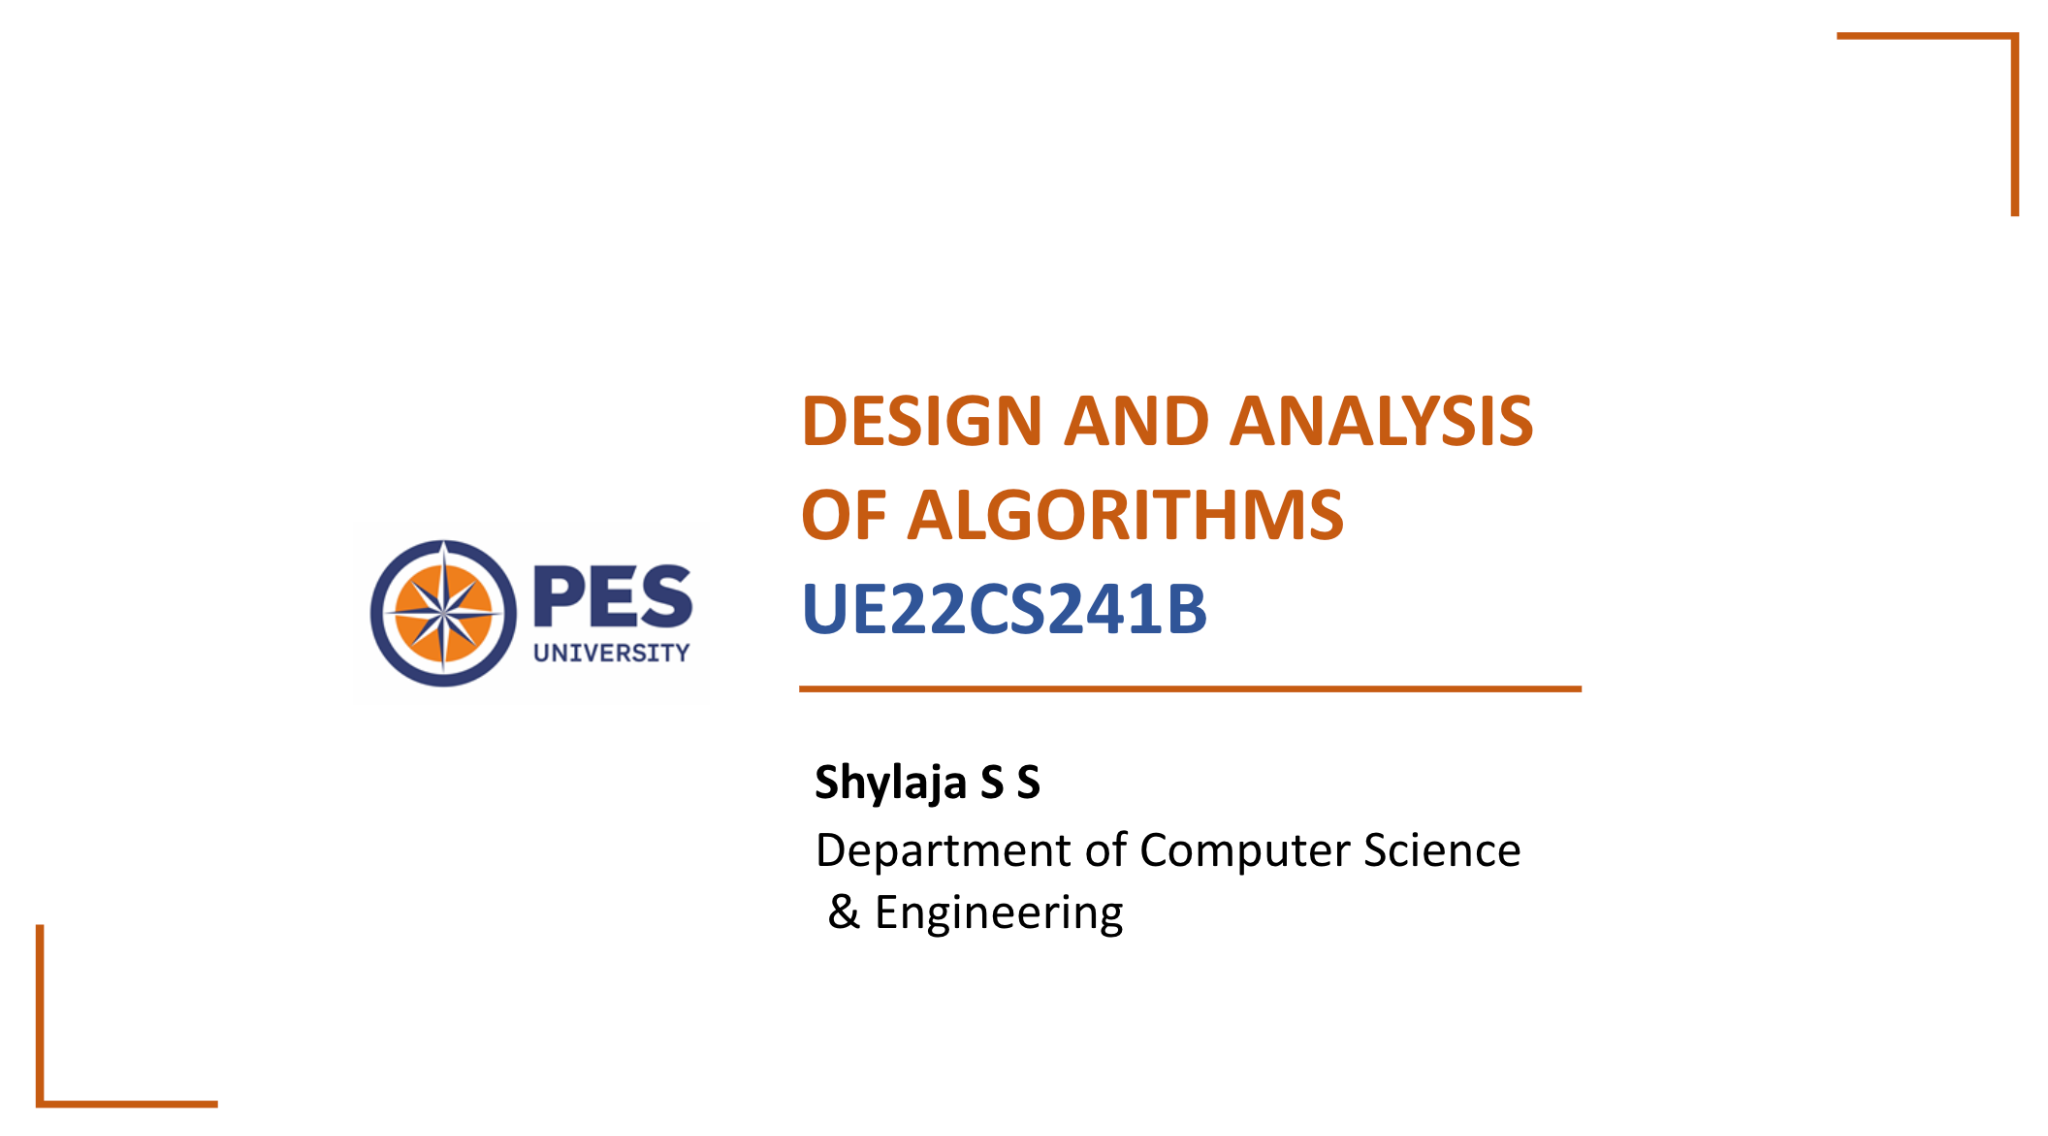 DESIGN AND ANALYSIS
OF ALGORITHMS
UE22CS241B
PES
UNIVERSITY
Shylaja S S
Department of Computer Science
& Engineering